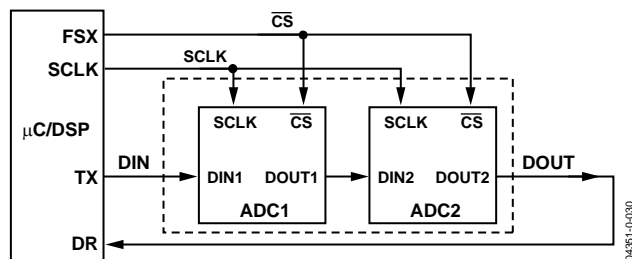 FSX
CS
SCLK
SCLK
SCLK
CS
SCLK
CS
μC/DSP
DIN
DOUT
TX
DIN1
DOUT1
DIN2
DOUT2
ADC1
ADC2
DR
04351-0-030